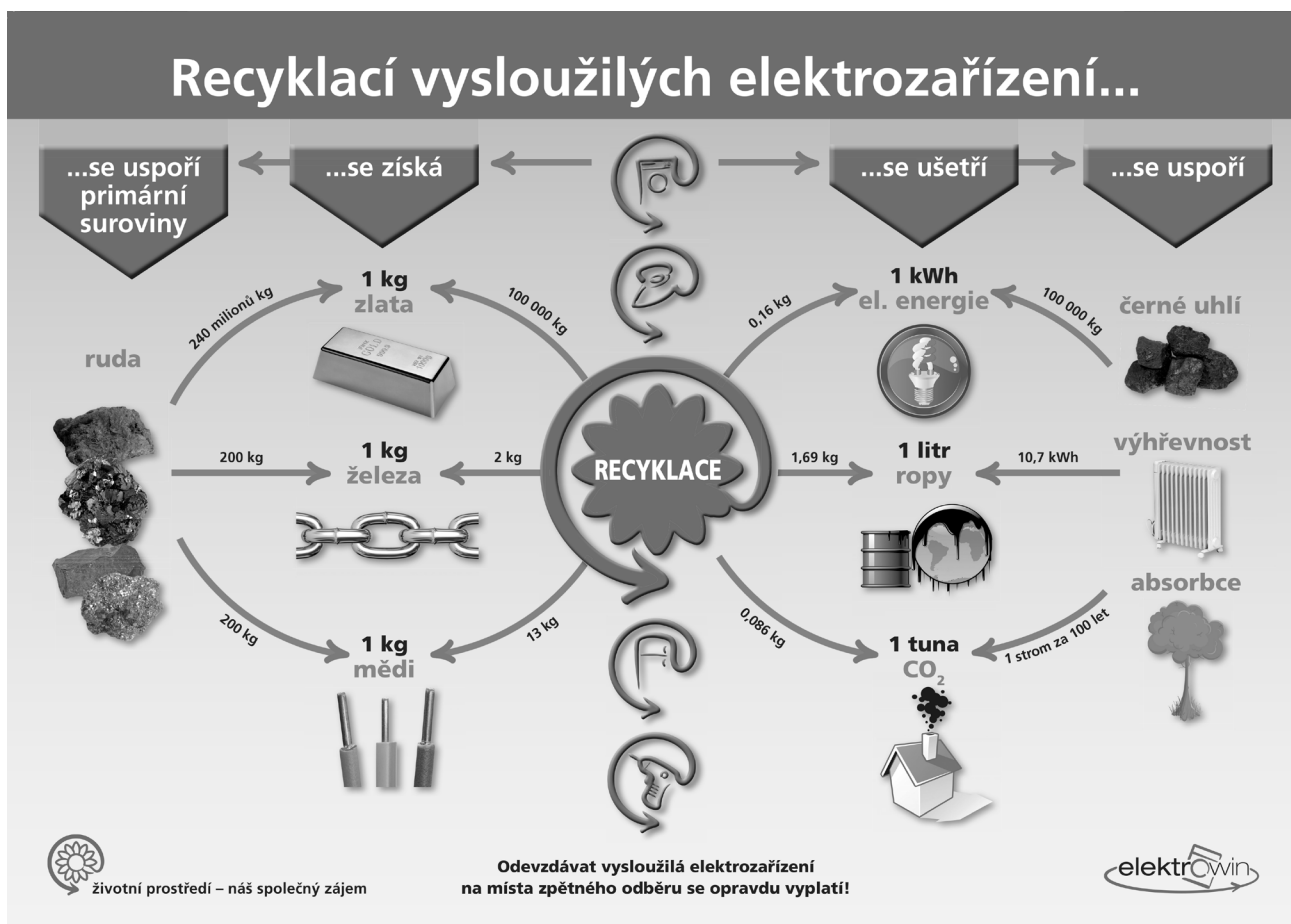 Recyklací vysloužilých elektrozařízení...
...se uspoří
primární
suroviny
...se získá
...se ušetří
...se uspoří
240 milionů kg
1 kg
zlata
100 000 kg
0,16 kg
1 kWh
el. energie
100 000 kg
černé uhlí
ruda
GOLD
200 kg
1 kg
železa
2 kg
RECYKLACE
1,69 kg
1 litr
ropy
10,7 kWh
výhřevnost
200 kg
1 kg
mědi
13 kg
0,086 kg
1 tuna
CO₂
1 strom za 100 let
absorbce
životní prostředí – náš společný zájem
Odevzdávat vysloužilá elektrozařízení
na místa zpětného odběru se opravdu vyplatí!
elektrowin